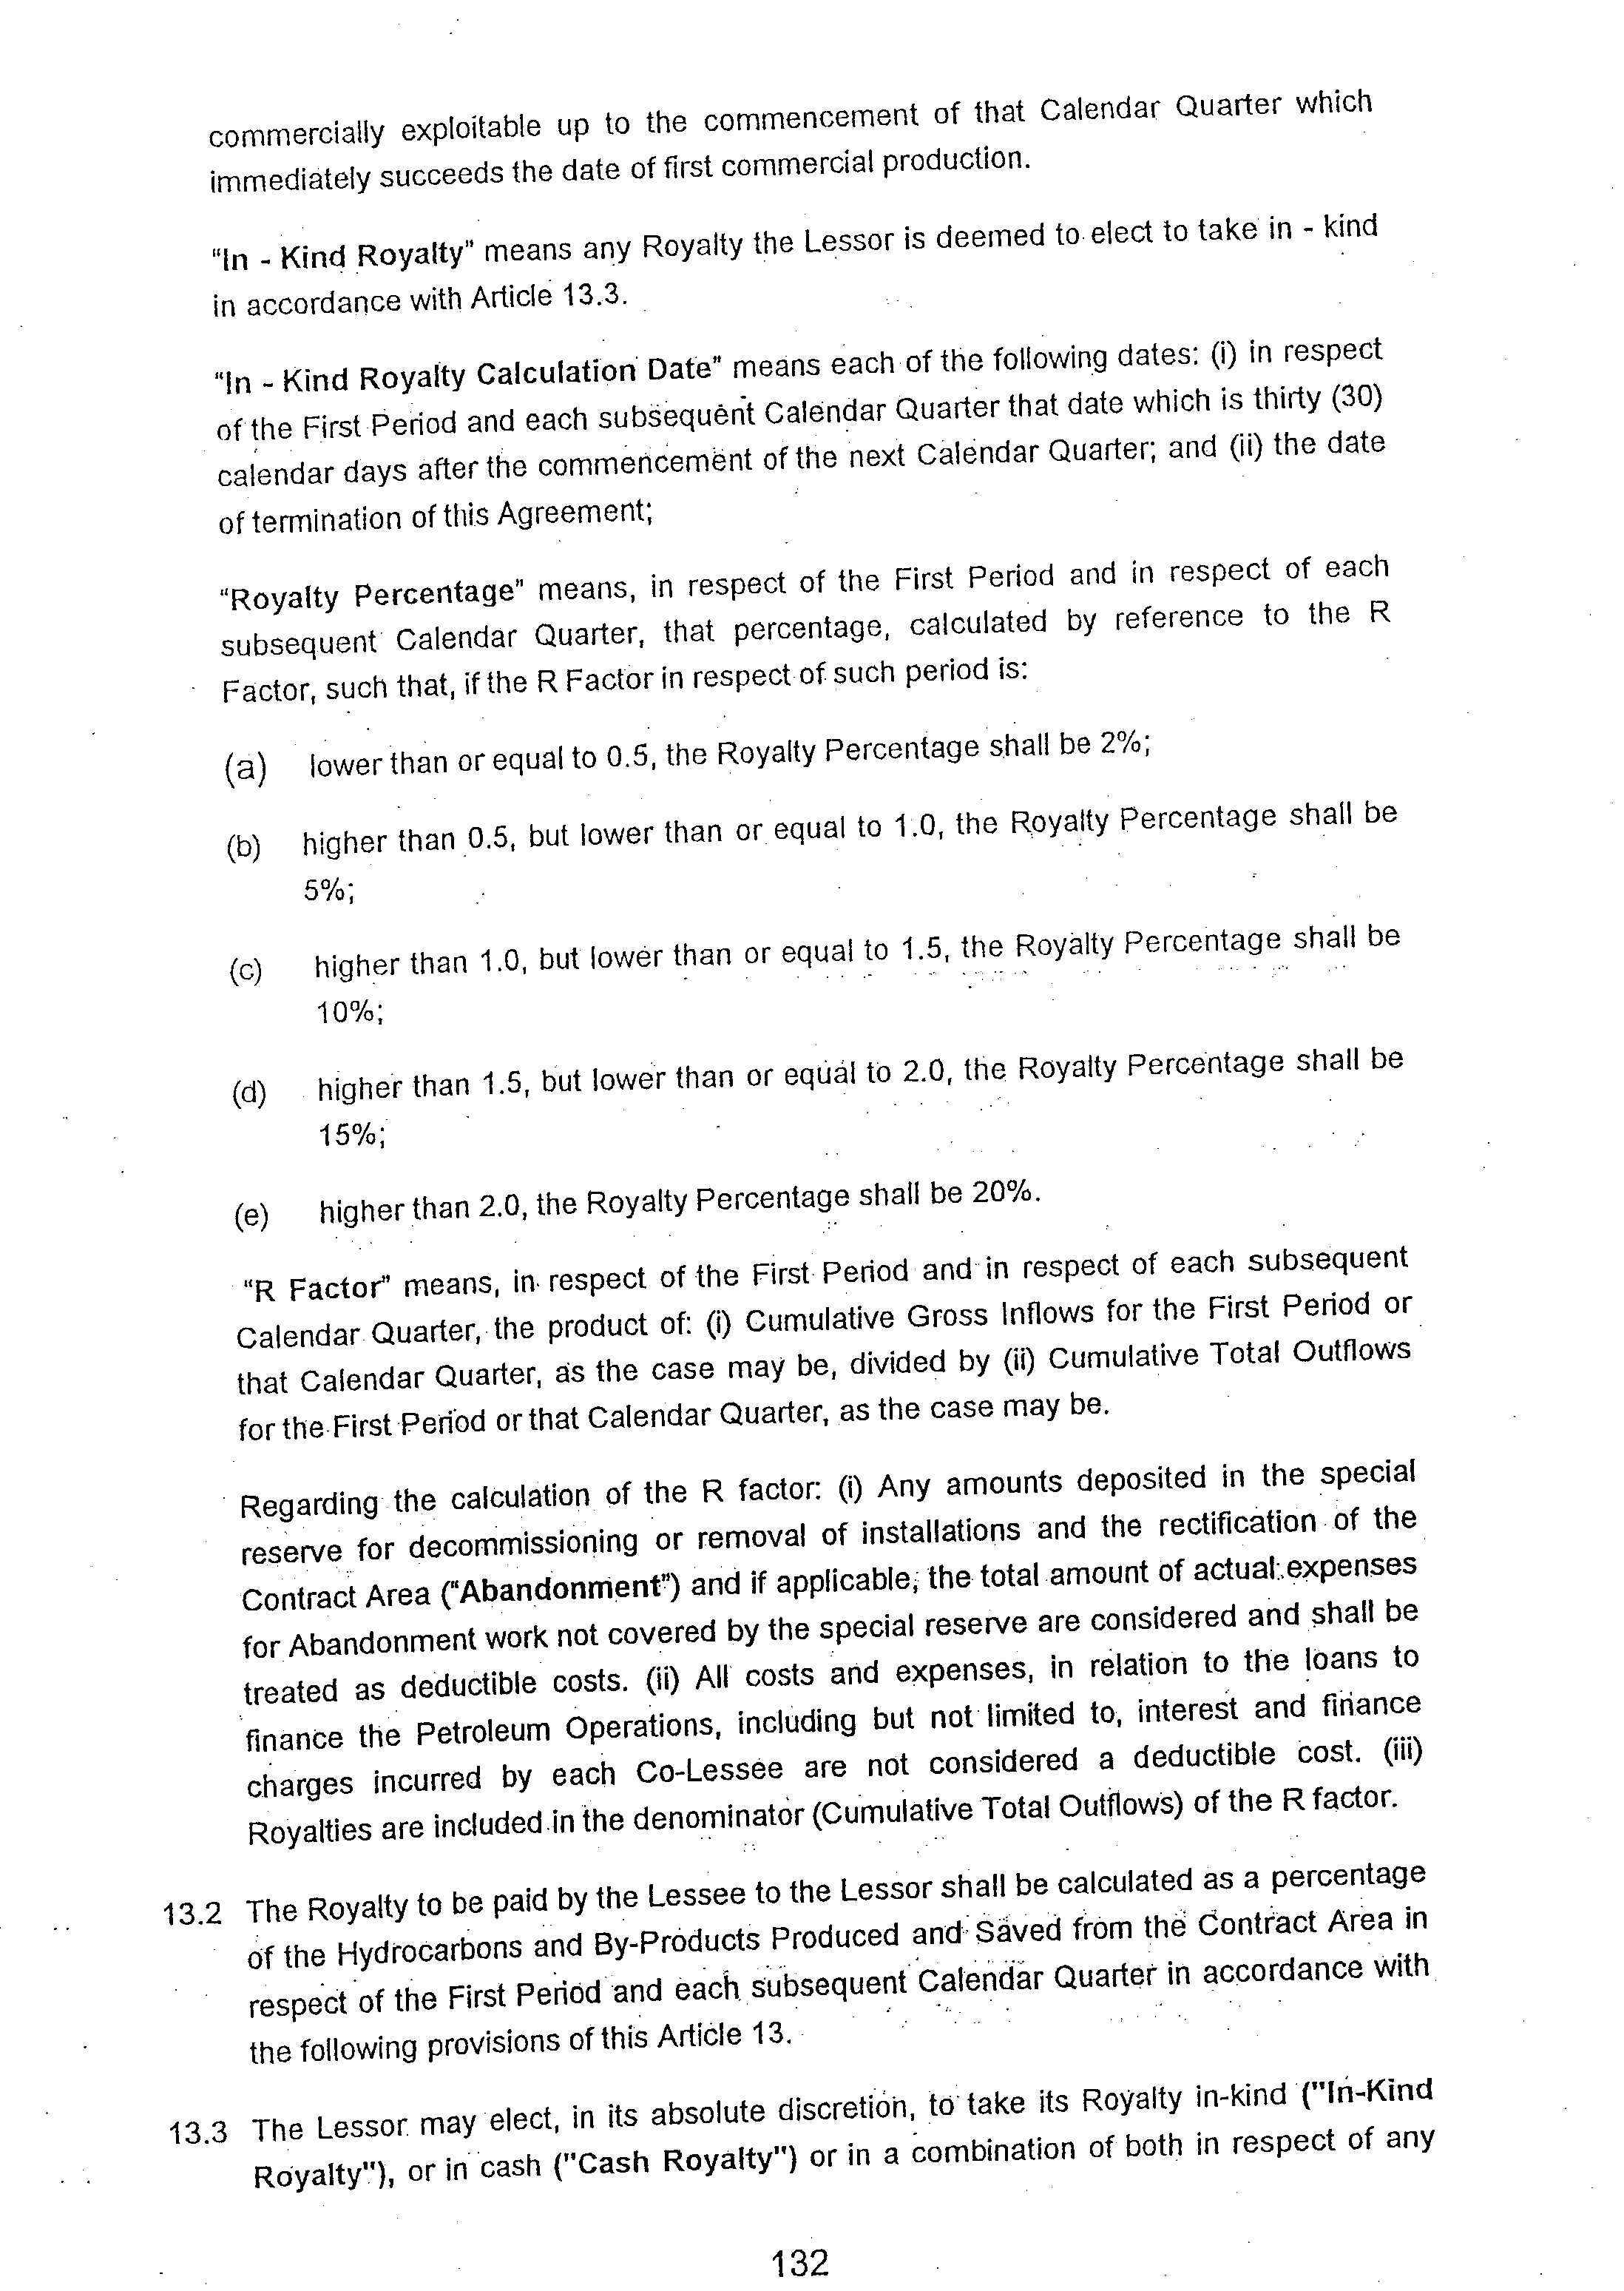 commercially exploitable up to the commencement of that Calendar Quarter which
immediately succeeds the date of first commercial production.
"In - Kind Royalty" means any Royalty the Lessor is deemed to elect to take in - kind
in accordance with Article 13.3.
"In - Kind Royalty Calculation Date" means each of the following dates: (i) in respect
of the First Period and each subsequent Calendar Quarter that date which is thirty (30)
calendar days after the commencement of the next Calendar Quarter; and (ii) the date
of termination of this Agreement;
"Royalty Percentage" means, in respect of the First Period and in respect of each
subsequent Calendar Quarter, that percentage, calculated by reference to the R
Factor, such that, if the R Factor in respect of such period is:
(a) lower than or equal to 0.5, the Royalty Percentage shall be 2%;
(b) higher than 0.5, but lower than or equal to 1.0, the Royalty Percentage shall be
5%;
(c) higher than 1.0, but lower than or equal to 1.5, the Royalty Percentage shall be
10%;
(d) higher than 1.5, but lower than or equal to 2.0, the Royalty Percentage shall be
15%;
(e) higher than 2.0, the Royalty Percentage shall be 20%.
"R Factor" means, in respect of the First Period and in respect of each subsequent
Calendar Quarter, the product of: (i) Cumulative Gross Inflows for the First Period or
that Calendar Quarter, as the case may be, divided by (ii) Cumulative Total Outflows
for the First Period or that Calendar Quarter, as the case may be.
Regarding the calculation of the R factor: (i) Any amounts deposited in the special
reserve for decommissioning or removal of installations and the rectification of the
Contract Area ("Abandonment") and if applicable, the total amount of actual expenses
for Abandonment work not covered by the special reserve are considered and shall be
treated as deductible costs. (ii) All costs and expenses, in relation to the loans to
finance the Petroleum Operations, including but not limited to, interest and finance
charges incurred by each Co-Lessee are not considered a deductible cost. (iii)
Royalties are included in the denominator (Cumulative Total Outflows) of the R factor.
13.2 The Royalty to be paid by the Lessee to the Lessor shall be calculated as a percentage
of the Hydrocarbons and By-Products Produced and Saved from the Contract Area in
respect of the First Period and each subsequent Calendar Quarter in accordance with
the following provisions of this Article 13.
13.3 The Lessor may elect, in its absolute discretion, to take its Royalty in-kind ("In-Kind
Royalty"), or in cash ("Cash Royalty") or in a combination of both in respect of any
132